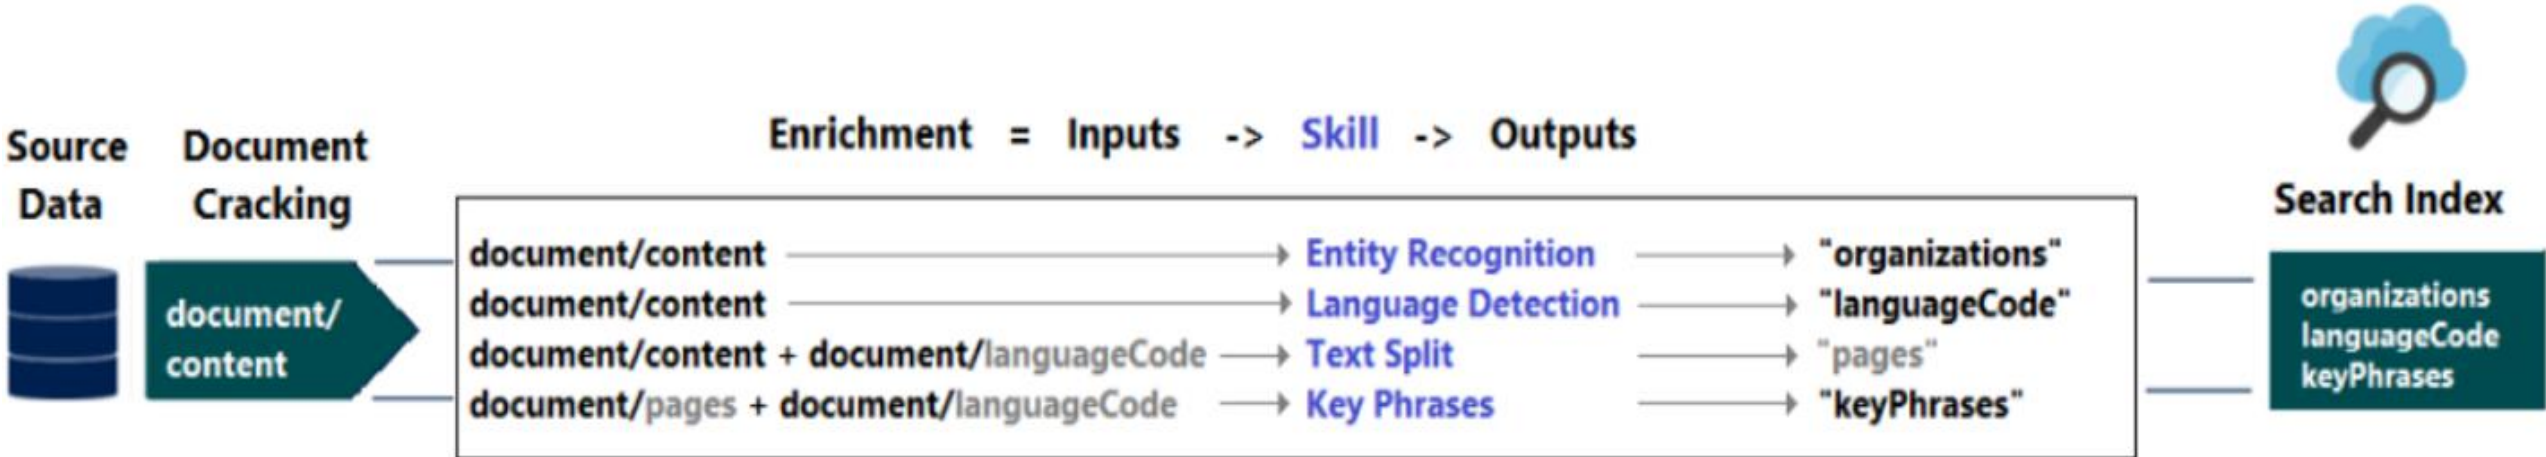 Source
Data
Document
Cracking
document/
content
Enrichment = Inputs -> Skill -> Outputs
document/content Entity Recognition "organizations"
document/content Language Detection "languageCode"
document/content + document/languageCode Text Split "pages"
document/pages + document/languageCode Key Phrases "keyPhrases"
Search Index
organizations
languageCode
keyPhrases